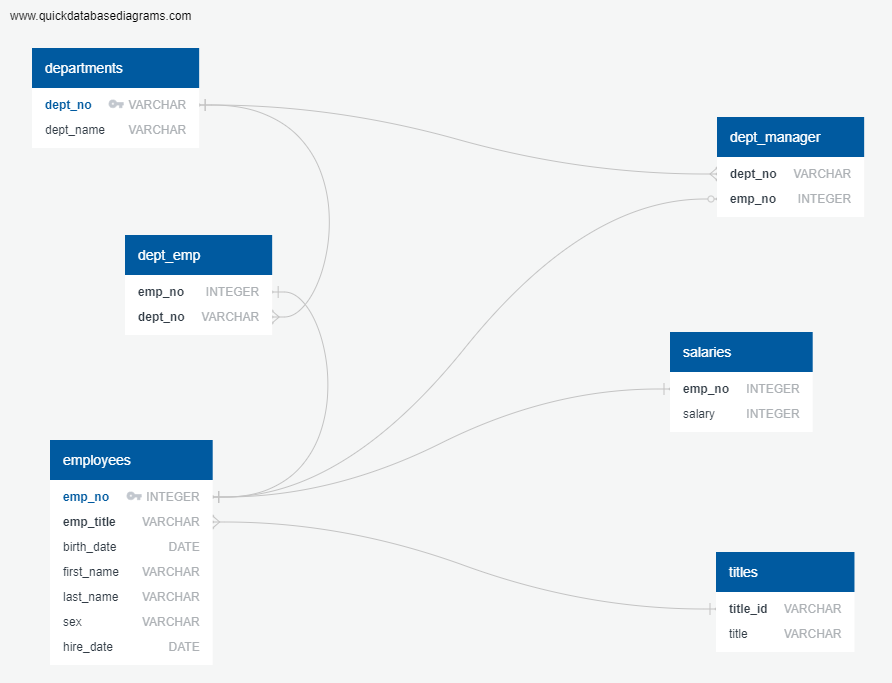 www.quickdatabasediagrams.com
departments
dept_no VARCHAR
dept_name VARCHAR
dept_manager
dept_no VARCHAR
emp_no INTEGER
dept_emp
emp_no INTEGER
dept_no VARCHAR
salaries
emp_no INTEGER
salary INTEGER
employees
emp_no INTEGER
emp_title VARCHAR
birth_date DATE
first_name VARCHAR
last_name VARCHAR
sex VARCHAR
hire_date DATE
titles
title_id VARCHAR
title VARCHAR